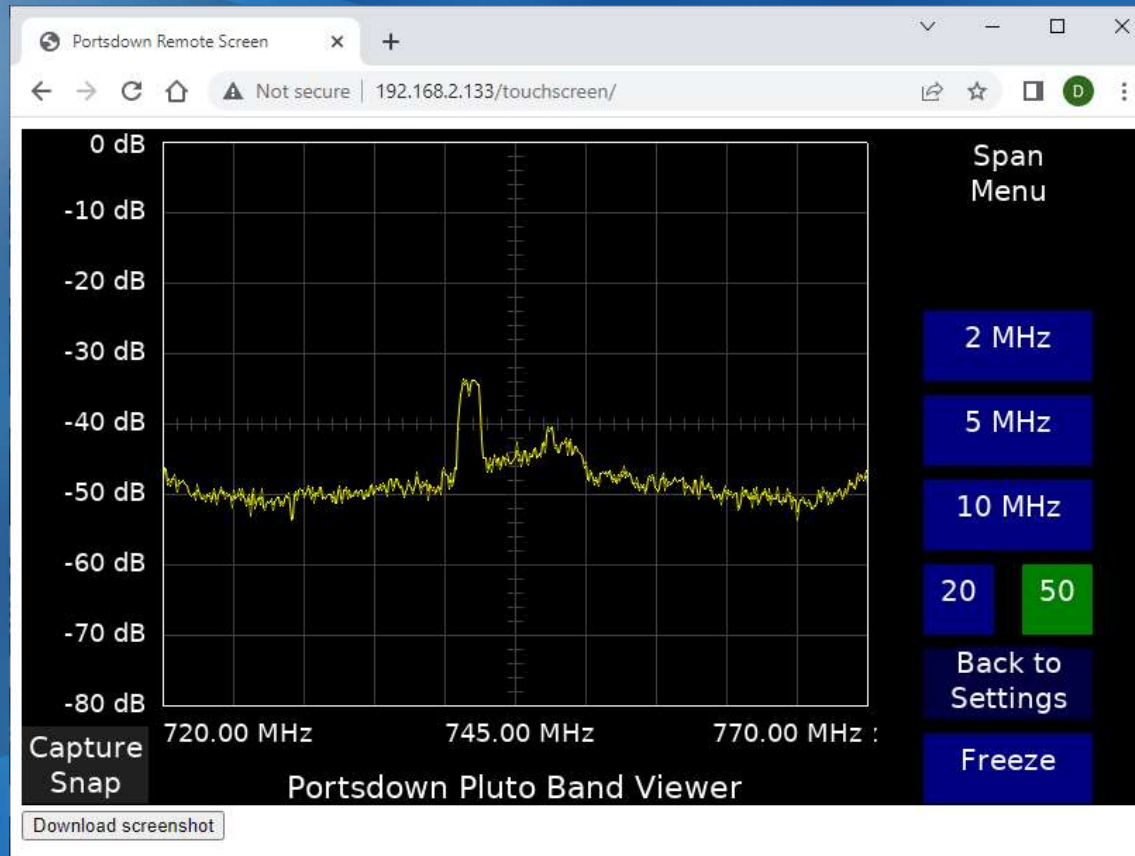 Portsdown Remote Screen
Not secure 192.168.2.133/touchscreen/
D
0 dB
-10 dB
-20 dB
-30 dB
-40 dB
-50 dB
-60 dB
-70 dB
-80 dB
720.00 MHz 745.00 MHz 770.00 MHz :
Portsdown Pluto Band Viewer
Capture
Snap
Span
Menu
2 MHz
5 MHz
10 MHz
20 50
Back to
Settings
Freeze
Download screenshot